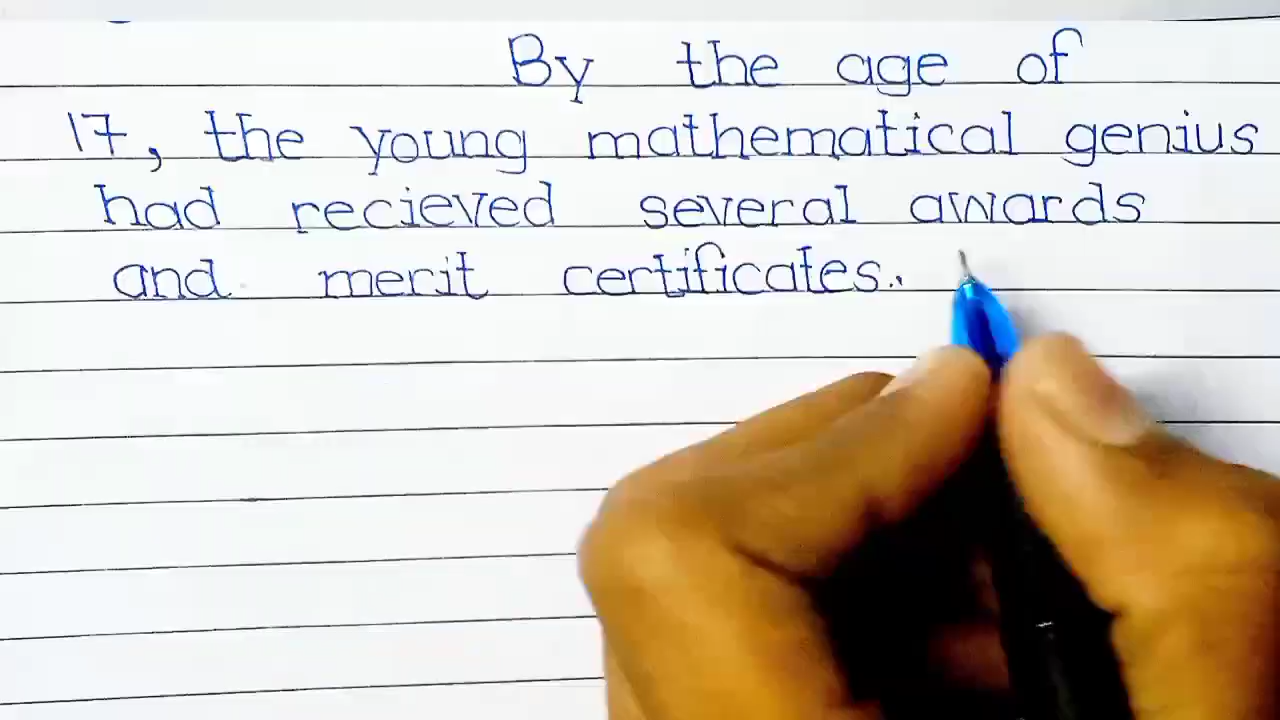 By the age of
17, the young mathematical genius
had recieved several awards
and merit certificates.